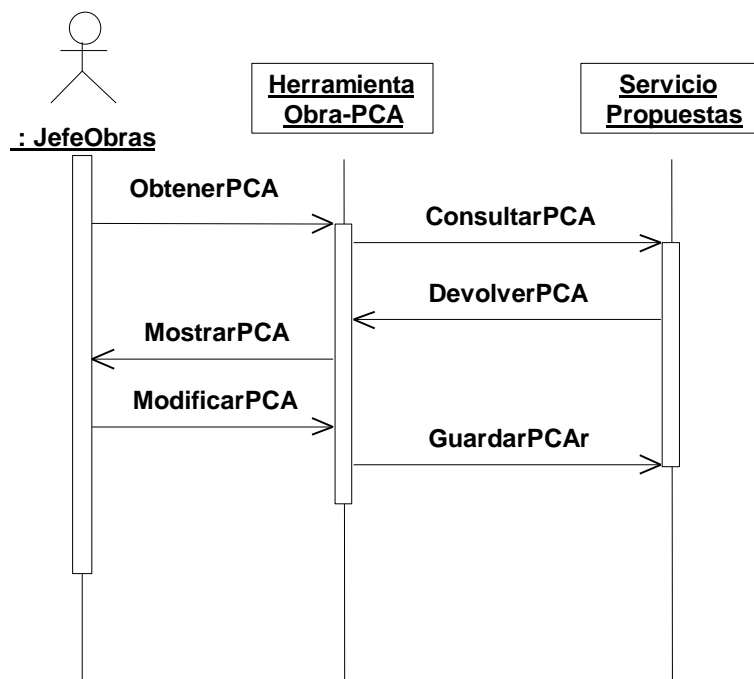 Herramienta
Obra-PCA
Servicio
Propuestas
: JefeObras
ObtenerPCA
ConsultarPCA
DevolverPCA
MostrarPCA
ModificarPCA
GuardarPCAr